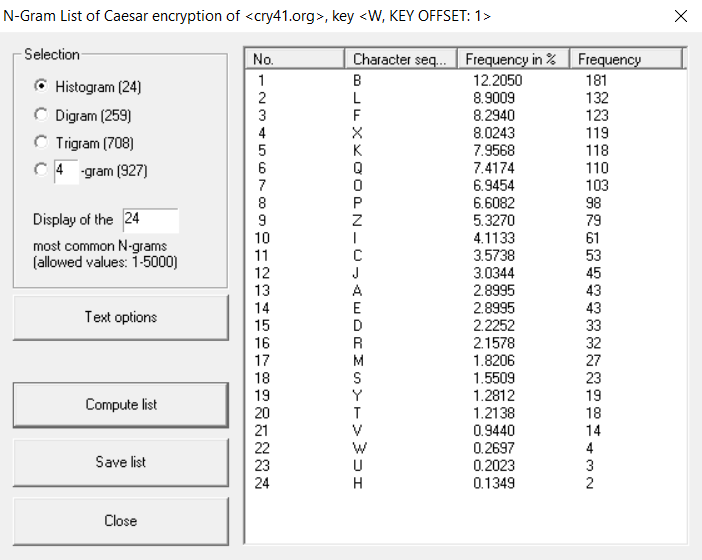 N-Gram List of Caesar encryption of <cry41.org>, key <W, KEY OFFSET: 1>
Selection
Histogram (24)
Digram (259)
Trigram (708)
4 -gram (927)
Display of the 24
most common N-grams
(allowed values: 1-5000)
Text options
Compute list
Save list
Close
No. Character seq... Frequency in % Frequency
1 B 12.2050 181
2 L 8.9009 132
3 F 8.2940 123
4 X 8.0243 119
5 K 7.9568 118
6 Q 7.4174 110
7 O 6.9454 103
8 P 6.6082 98
9 Z 5.3270 79
10 I 4.1133 61
11 C 3.5738 53
12 J 3.0344 45
13 A 2.8995 43
14 E 2.8995 43
15 D 2.2252 33
16 R 2.1578 32
17 M 1.8206 27
18 S 1.5509 23
19 Y 1.2812 19
20 T 1.2138 18
21 V 0.9440 14
22 W 0.2697 4
23 U 0.2023 3
24 H 0.1349 2